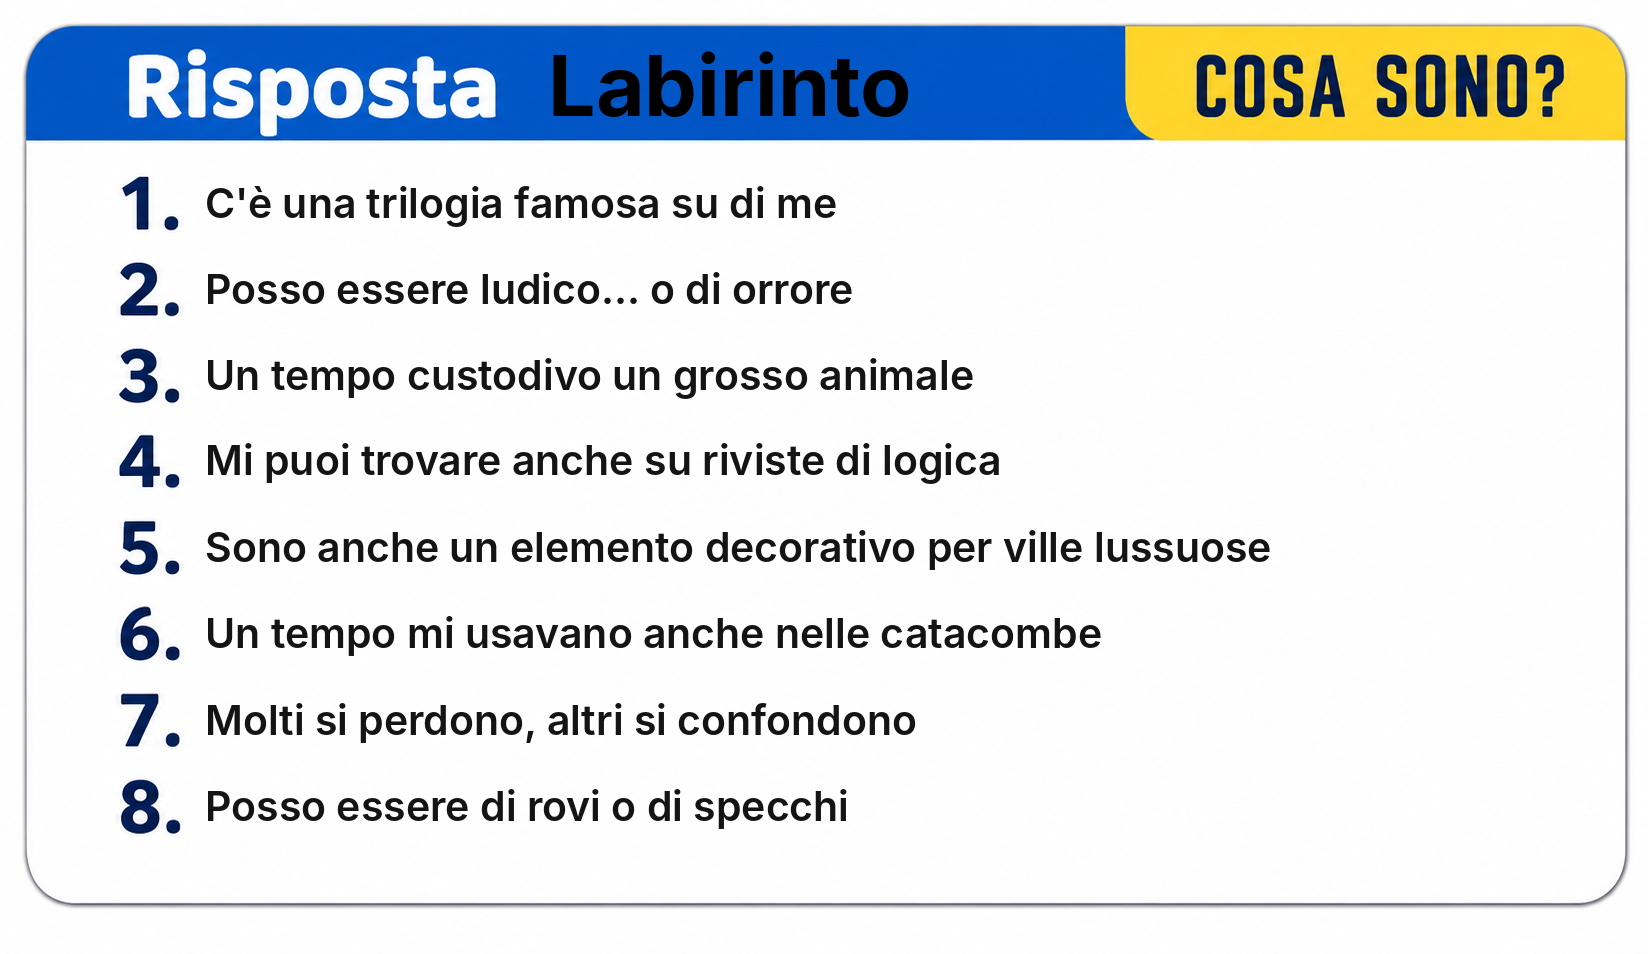 Risposta Labirinto COSA SONO?
1. C'è una trilogia famosa su di me
2. Posso essere ludico... o di orrore
3. Un tempo custodivo un grosso animale
4. Mi puoi trovare anche su riviste di logica
5. Sono anche un elemento decorativo per ville lussuose
6. Un tempo mi usavano anche nelle catacombe
7. Molti si perdono, altri si confondono
8. Posso essere di rovi o di specchi